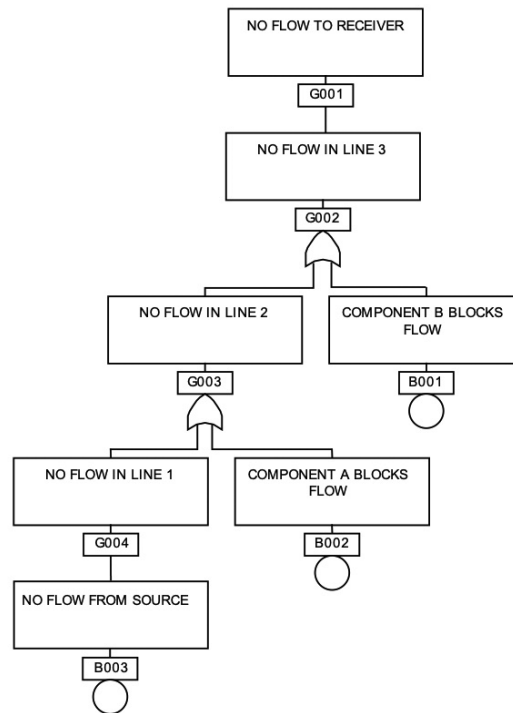 NO FLOW TO RECEIVER
G001
NO FLOW IN LINE 3
G002
NO FLOW IN LINE 2
COMPONENT B BLOCKS
FLOW
G003
B001
NO FLOW IN LINE 1
COMPONENT A BLOCKS
FLOW
G004
B002
NO FLOW FROM SOURCE
B003